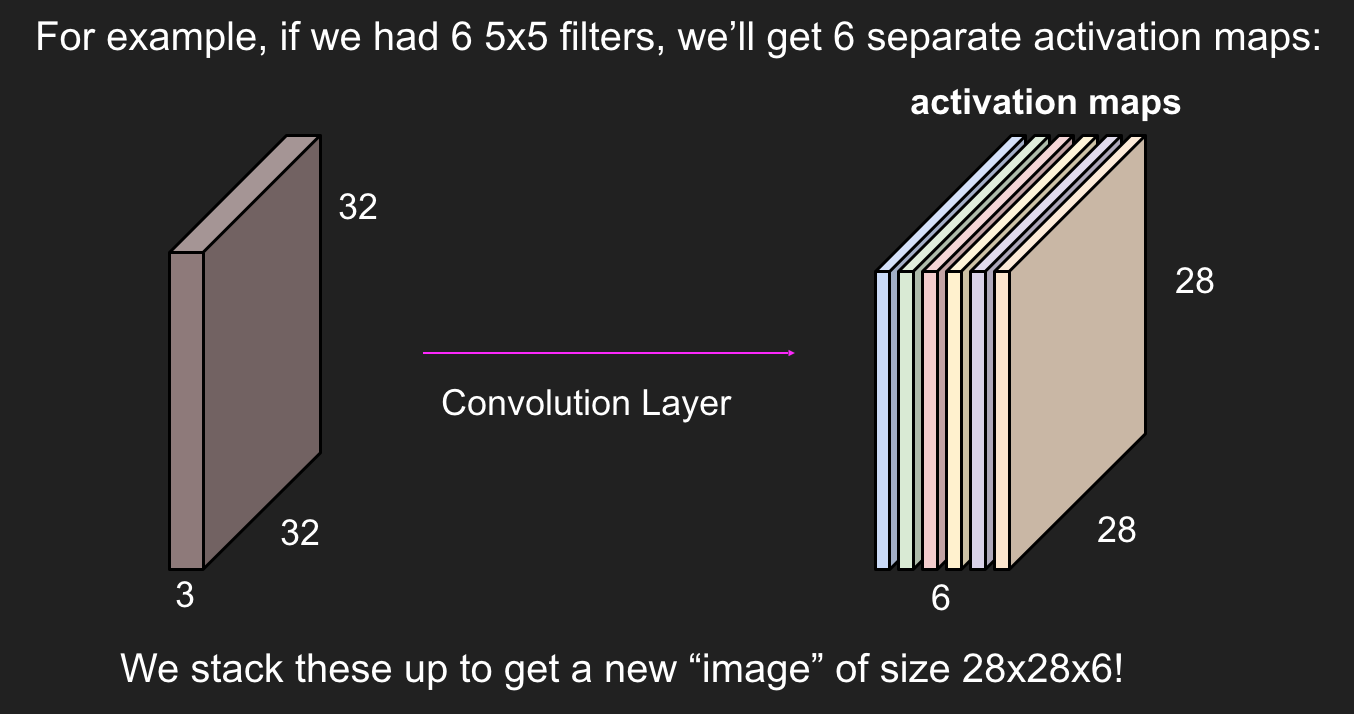 For example, if we had 6 5x5 filters, we’ll get 6 separate activation maps:
activation maps
32
28
Convolution Layer
32
28
3
6
We stack these up to get a new “image” of size 28x28x6!